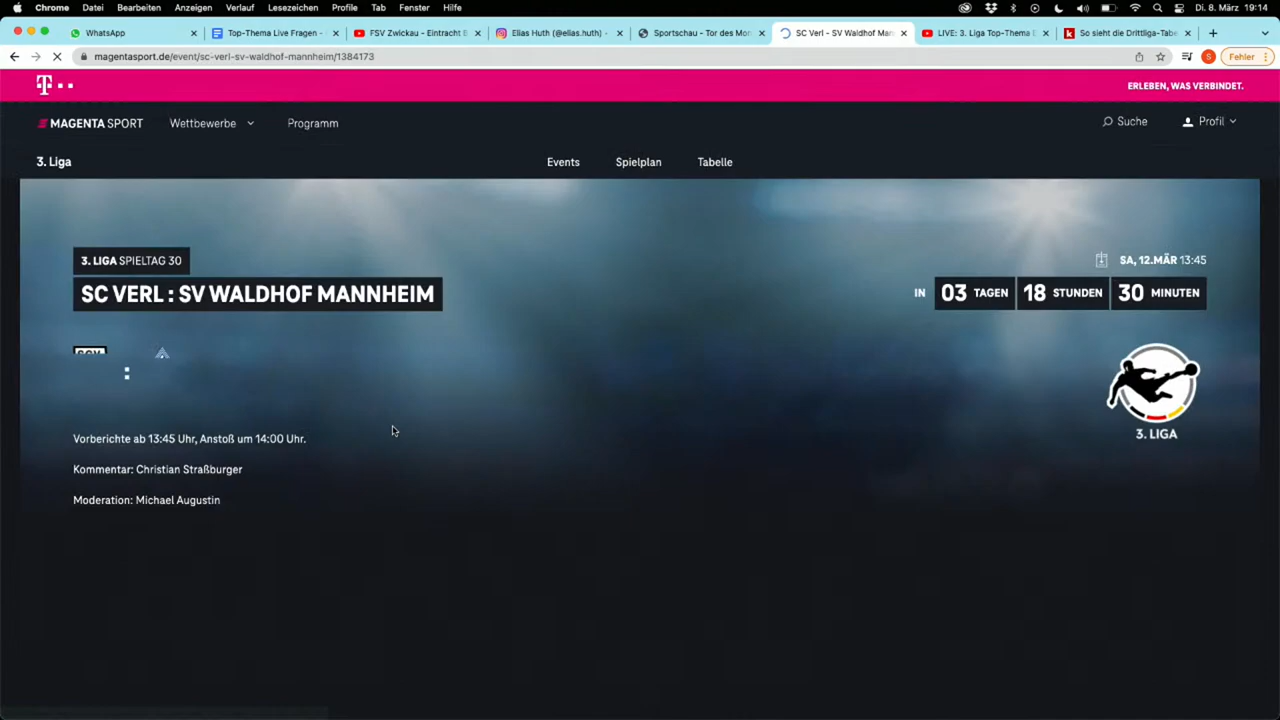 Chrome Datei Bearbeiten Anzeigen Verlauf Lesezeichen Profile Tab Fenster Hilfe Di. 8. März 19:14
WhatsApp Top-Thema Live Fragen - FSV Zwickau - Eintracht B Elias Huth (@elias.huth) • Sportschau - Tor des Mon SC Verl - SV Waldhof Man LIVE: 3. Liga Top-Thema E So sieht die Drittliga-Tabe
magentasport.de/event/sc-verl-sv-waldhof-mannheim/1384173 S Fehler
T ERLEBEN, WAS VERBINDET.
MAGENTA SPORT Wettbewerbe Programm Suche Profil
3. Liga Events Spielplan Tabelle
3. LIGA SPIELTAG 30 SA, 12.MÄR 13:45
SC VERL : SV WALDHOF MANNHEIM IN 03 TAGEN 18 STUNDEN 30 MINUTEN
:
Vorberichte ab 13:45 Uhr, Anstoß um 14:00 Uhr. 3. LIGA
Kommentar: Christian Straßburger
Moderation: Michael Augustin